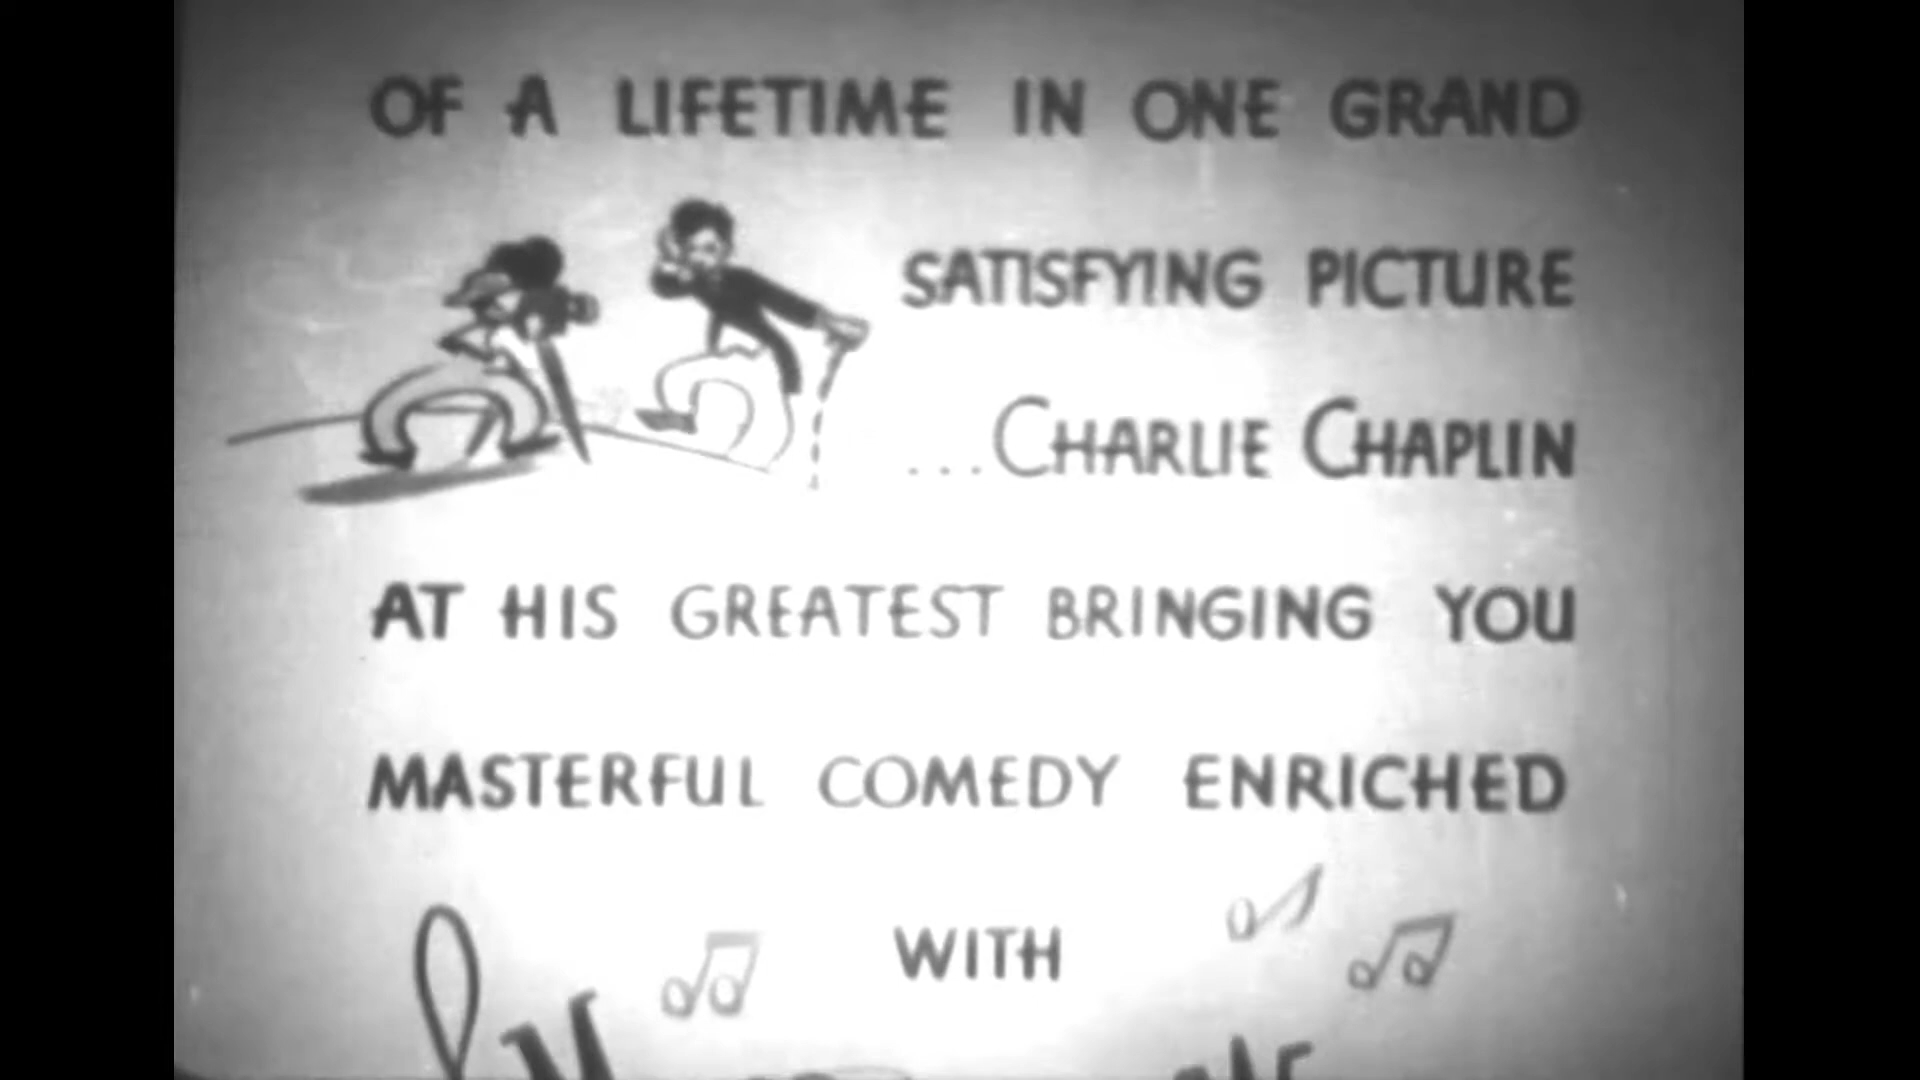 OF A LIFETIME IN ONE GRAND
SATISFYING PICTURE
...CHARLIE CHAPLIN
AT HIS GREATEST BRINGING YOU
MASTERFUL COMEDY ENRICHED
WITH